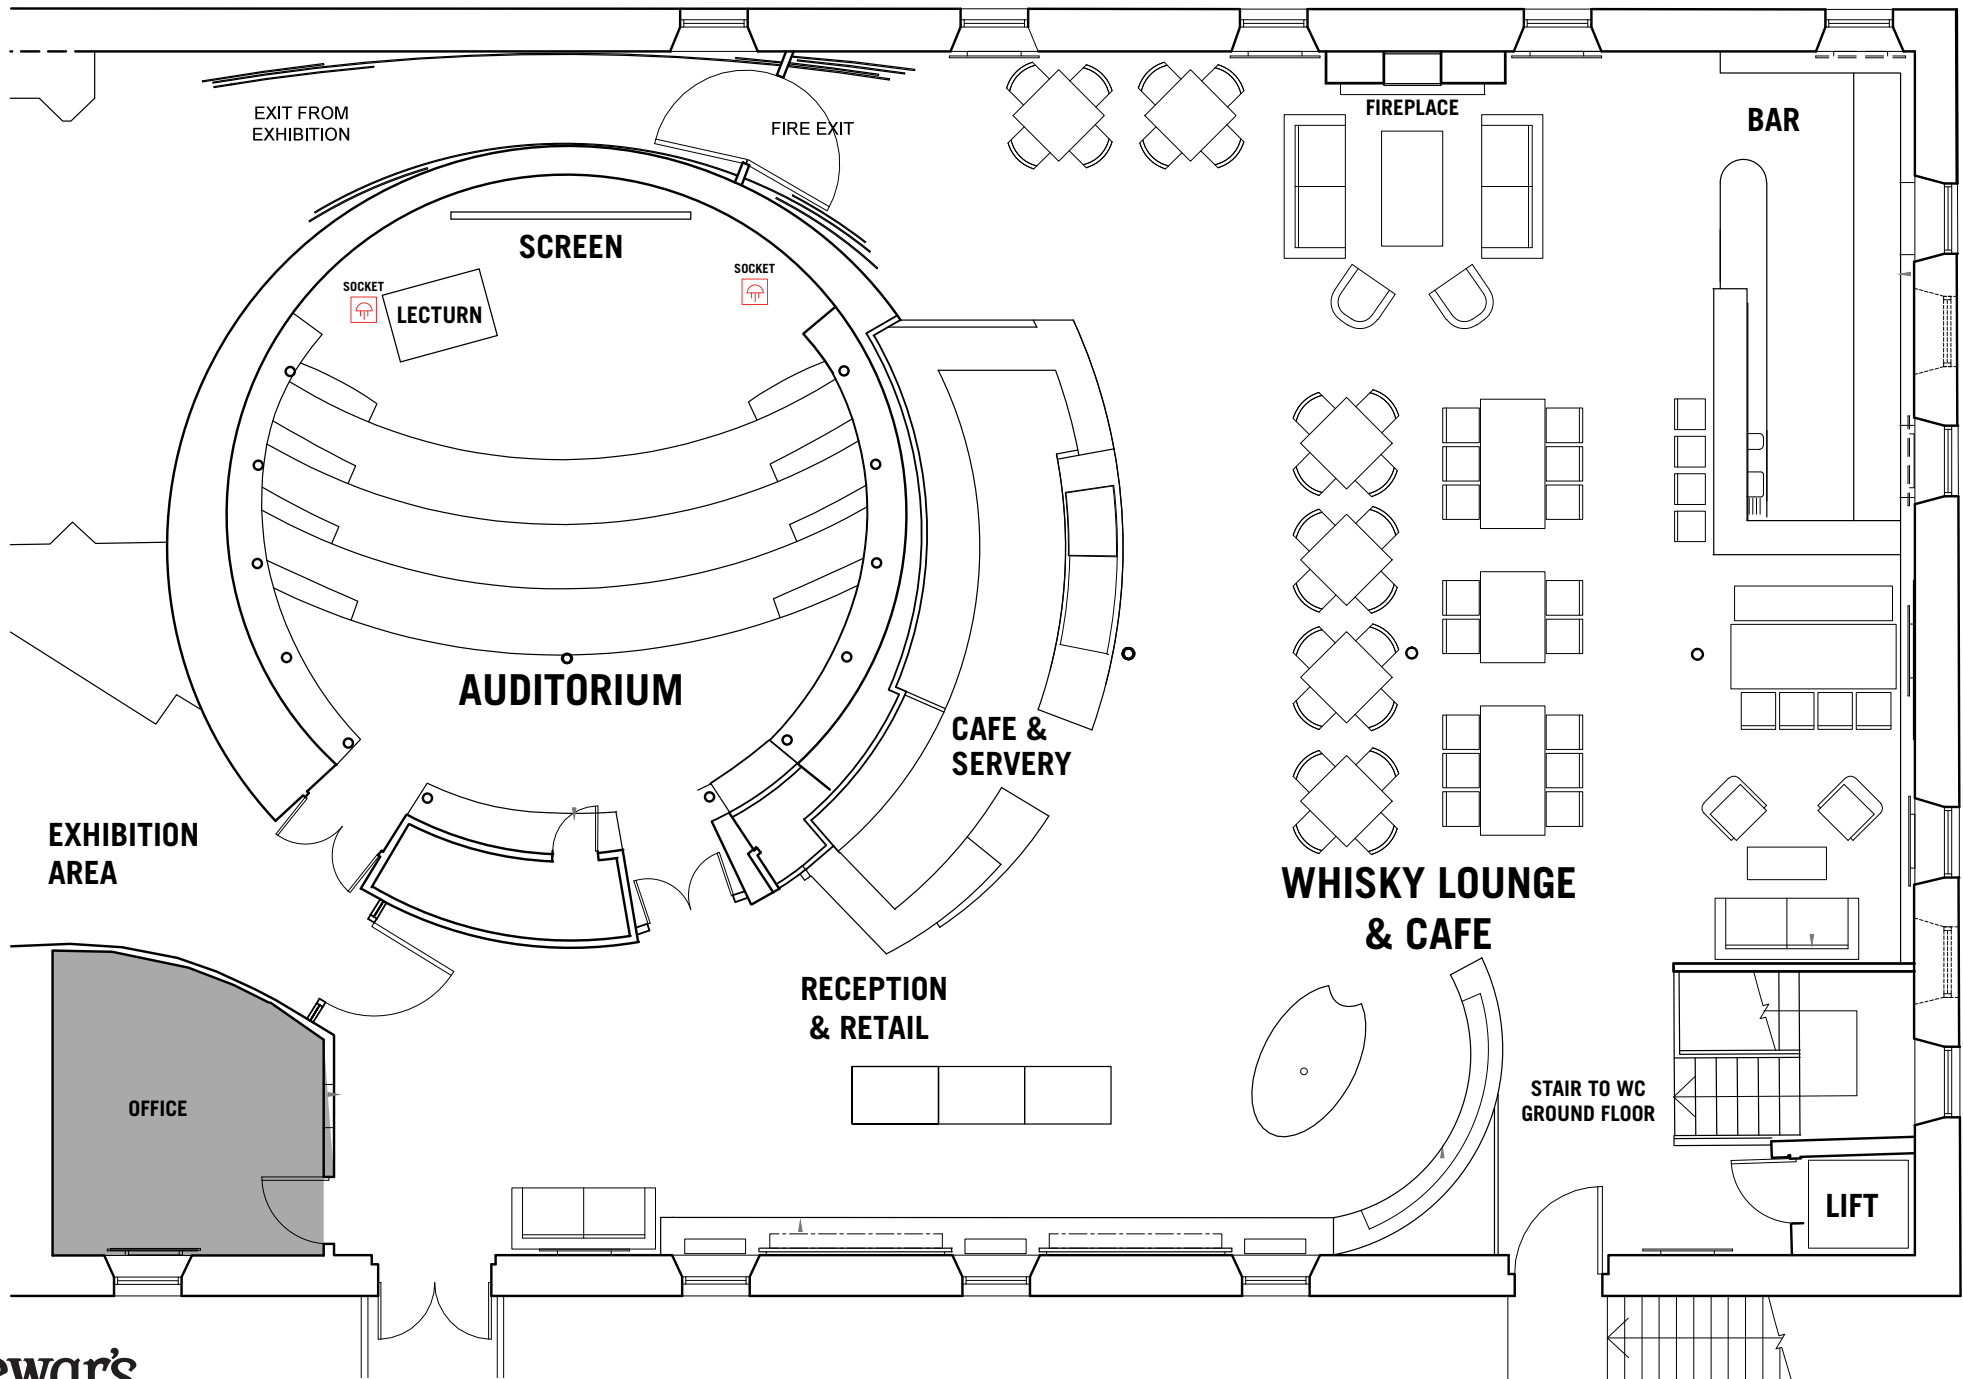 EXIT FROM
EXHIBITION
FIRE EXIT
FIREPLACE
BAR
SCREEN
SOCKET
SOCKET
LECTURN
AUDITORIUM
CAFE &
SERVERY
EXHIBITION
AREA
WHISKY LOUNGE
& CAFE
RECEPTION
& RETAIL
OFFICE
STAIR TO WC
GROUND FLOOR
LIFT
ewar's